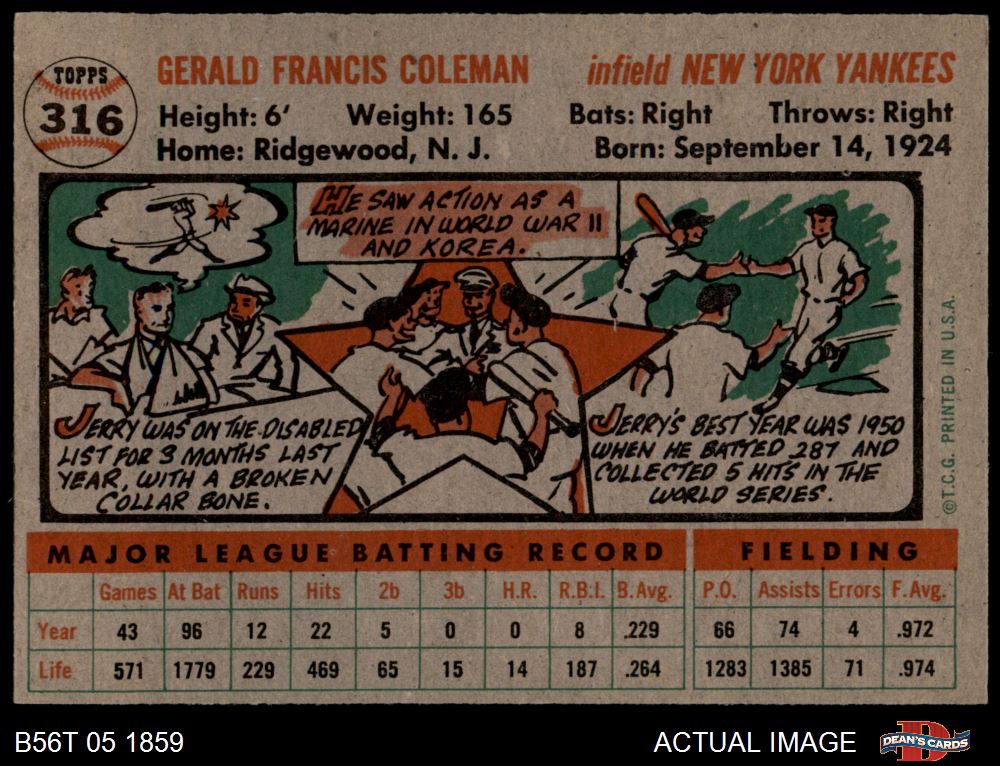 TOPPS
316
GERALD FRANCIS COLEMAN infield NEW YORK YANKEES
Height: 6' Weight: 165 Bats: Right Throws: Right
Home: Ridgewood, N. J. Born: September 14, 1924
HE SAW ACTION AS A
MARINE IN WORLD WAR II
AND KOREA.
JERRY WAS ON THE DISABLED
LIST FOR 3 MONTHS LAST
YEAR, WITH A BROKEN
COLLAR BONE.
JERRY'S BEST YEAR WAS 1950
WHEN HE BATTED .287 AND
COLLECTED 5 HITS IN THE
WORLD SERIES.
©T.C.G. PRINTED IN U.S.A.
MAJOR LEAGUE BATTING RECORD FIELDING
Games At Bat Runs Hits 2b 3b H.R. R.B.I. B.Avg. P.O. Assists Errors F.Avg.
Year 43 96 12 22 5 0 0 8 .229 66 74 4 .972
Life 571 1779 229 469 65 15 14 187 .264 1283 1385 71 .974
B56T 05 1859 ACTUAL IMAGE
D
DEAN'S CARDS